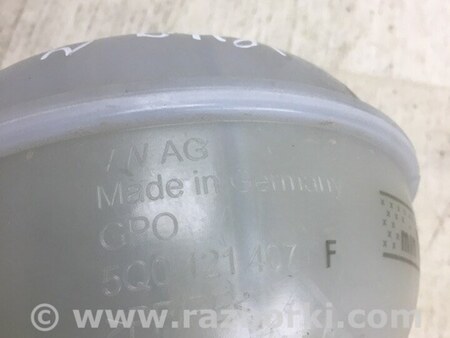 VW AG
Made in Germany
GPO
5Q0 121 407 F
© www.razborki.com